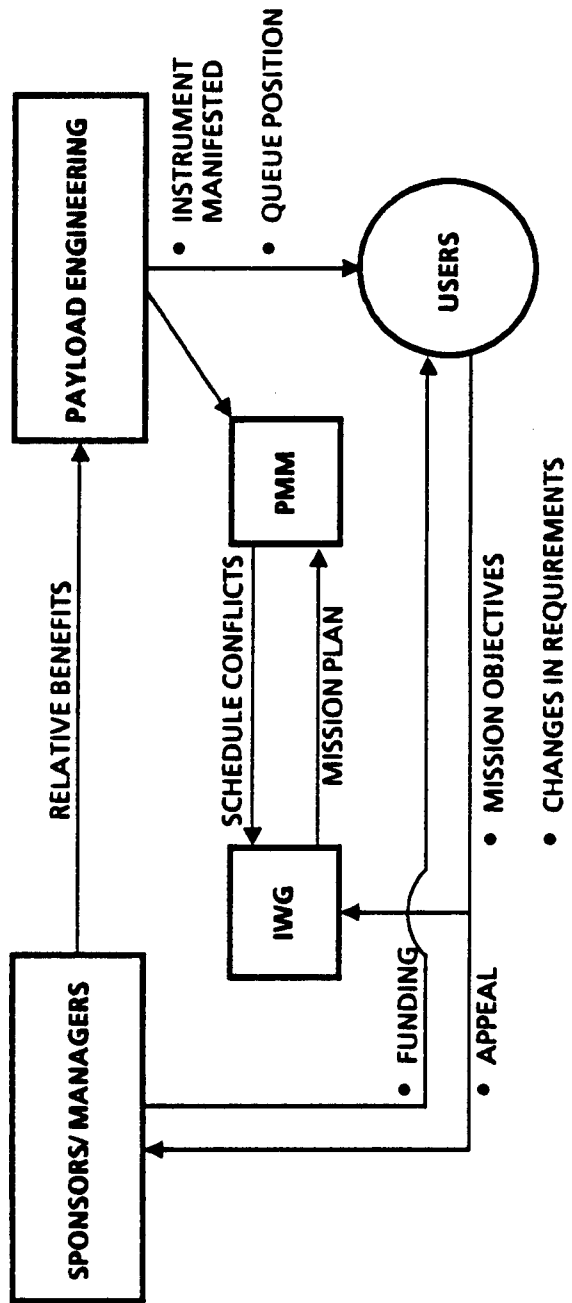 SPONSORS/ MANAGERS
RELATIVE BENEFITS
PAYLOAD ENGINEERING
• INSTRUMENT
MANIFESTED
• QUEUE POSITION
IWG
SCHEDULE CONFLICTS
MISSION PLAN
PMM
USERS
• FUNDING
• APPEAL
• MISSION OBJECTIVES
• CHANGES IN REQUIREMENTS